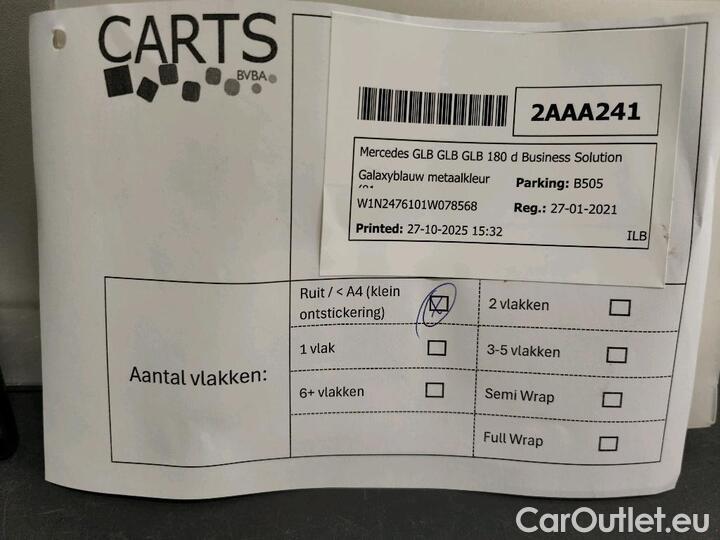 CARTS
BVBA
2AAA241
Mercedes GLB GLB GLB 180 d Business Solution
Galaxyblauw metaalkleur
Parking: B505
W1N2476101W078568
Reg.: 27-01-2021
Printed: 27-10-2025 15:32
ILB
Aantal vlakken:
Ruit / < A4 (klein
ontstickering)
2 vlakken
1 vlak
3-5 vlakken
6+ vlakken
Semi Wrap
Full Wrap
CarOutlet.eu